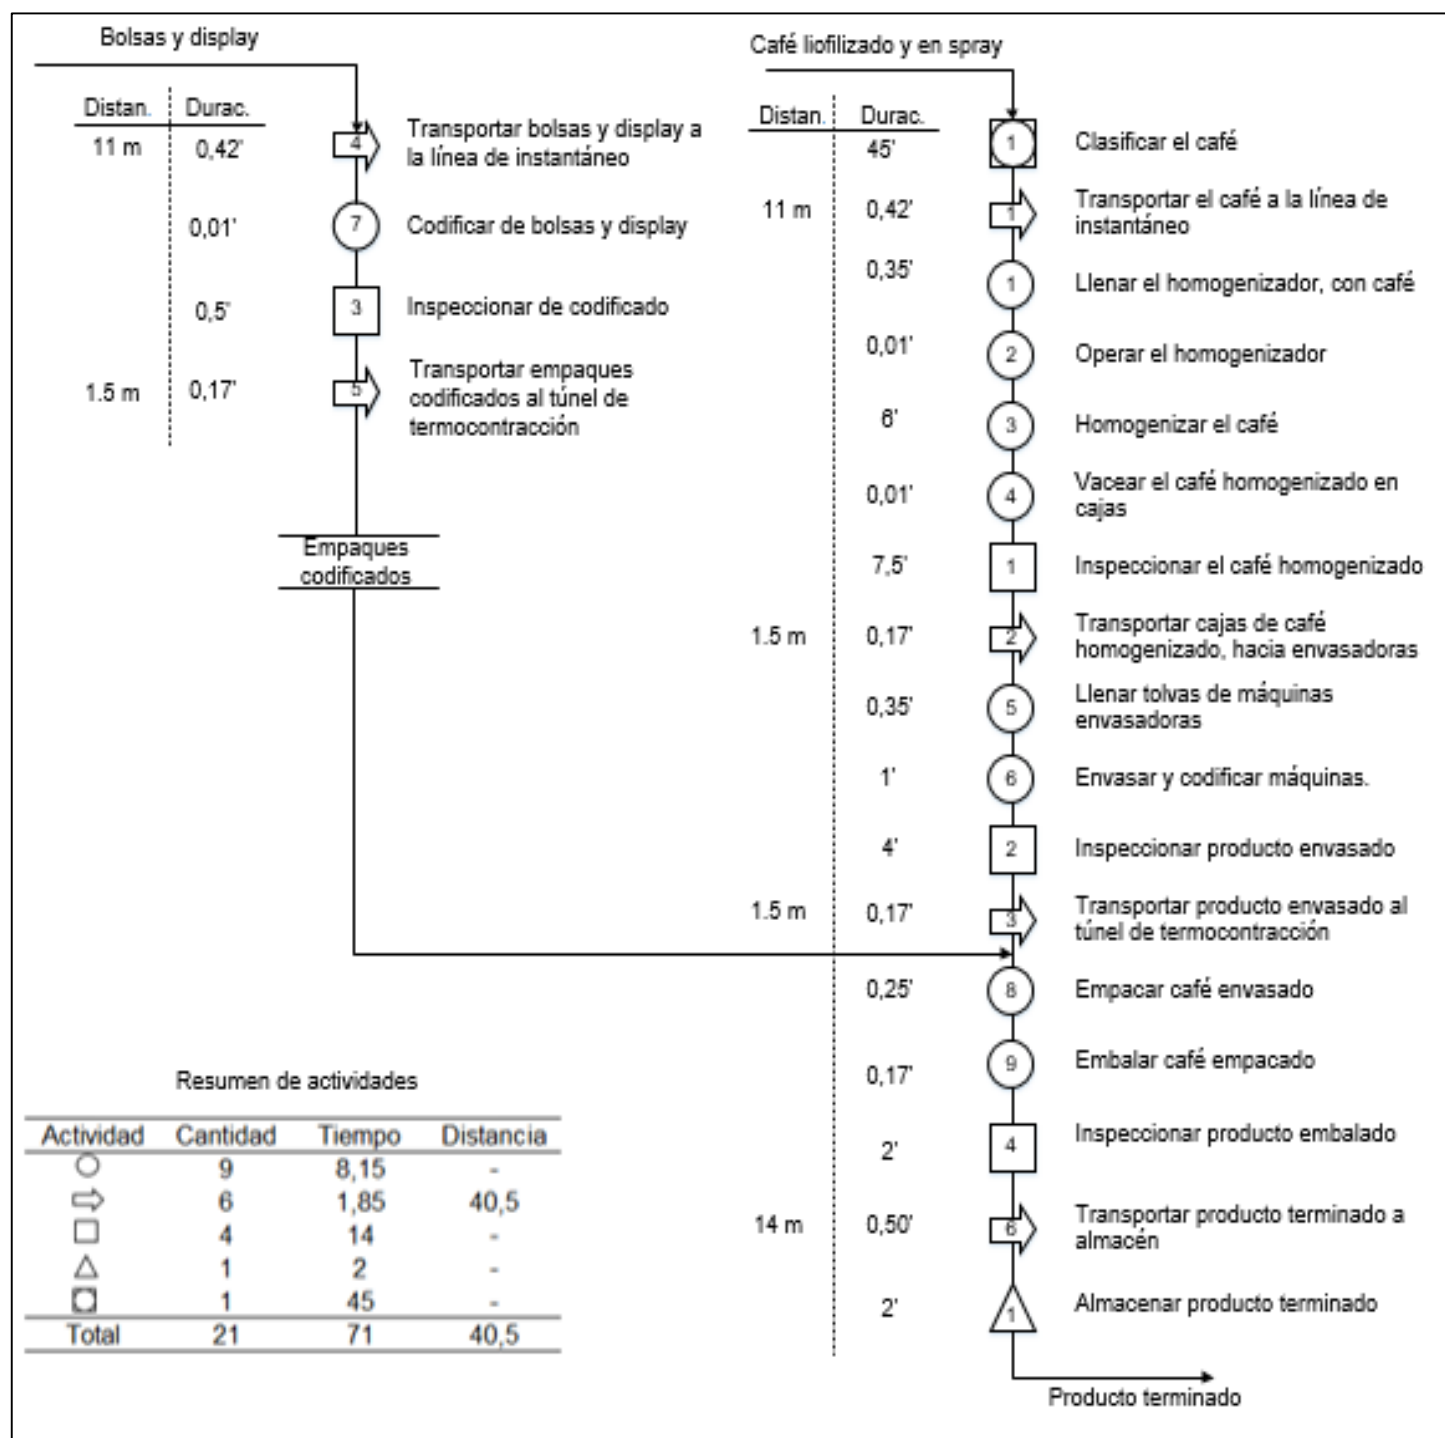 Bolsas y display
Distan. Durac.
11 m 0,42' 4 Transportar bolsas y display a
la línea de instantáneo
0,01' 7 Codificar de bolsas y display
0,5' 3 Inspeccionar de codificado
1.5 m 0,17' 5 Transportar empaques
codificados al túnel de
termocontracción
Empaques
codificados
Café liofilizado y en spray
Distan. Durac.
45' 1 Clasificar el café
11 m 0,42' 1 Transportar el café a la línea de
instantáneo
0,35' 1 Llenar el homogenizador, con café
0,01' 2 Operar el homogenizador
6' 3 Homogenizar el café
0,01' 4 Vacear el café homogenizado en
cajas
7,5' 1 Inspeccionar el café homogenizado
1.5 m 0,17' 2 Transportar cajas de café
homogenizado, hacia envasadoras
0,35' 5 Llenar tolvas de máquinas
envasadoras
1' 6 Envasar y codificar máquinas.
4' 2 Inspeccionar producto envasado
1.5 m 0,17' 3 Transportar producto envasado al
túnel de termocontracción
0,25' 8 Empacar café envasado
0,17' 9 Embalar café empacado
2' 4 Inspeccionar producto embalado
14 m 0,50' 6 Transportar producto terminado a
almacén
2' 1 Almacenar producto terminado
Producto terminado
Resumen de actividades
Actividad Cantidad Tiempo Distancia
9 8,15 -
6 1,85 40,5
4 14 -
1 2 -
1 45 -
Total 21 71 40,5